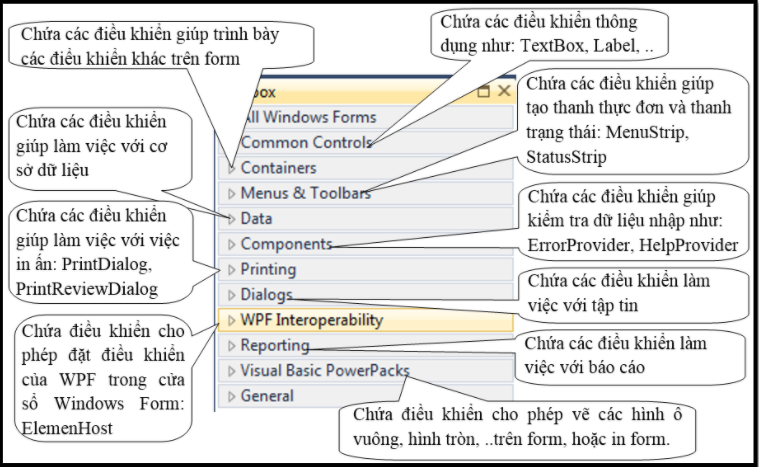 Chứa các điều khiển giúp trình bày
các điều khiển khác trên form
Chứa các điều khiển thông
dụng như: TextBox, Label, ..
box
All Windows Forms
Common Controls
Containers
Menus & Toolbars
Data
Components
Printing
Dialogs
WPF Interoperability
Reporting
Visual Basic PowerPacks
General
Chứa các điều khiển
giúp làm việc với cơ
sở dữ liệu
Chứa các điều khiển
giúp làm việc với việc
in ấn: PrintDialog,
PrintReviewDialog
Chứa điều khiển cho
phép đặt điều khiển
của WPF trong cửa
sổ Windows Form:
ElemenHost
Chứa các điều khiển giúp
tạo thanh thực đơn và thanh
trạng thái: MenuStrip,
StatusStrip
Chứa các điều khiển giúp
kiểm tra dữ liệu nhập như:
ErrorProvider, HelpProvider
Chứa các điều khiển làm
việc với tập tin
Chứa các điều khiển làm
việc với báo cáo
Chứa điều khiển cho phép vẽ các hình ô
vuông, hình tròn, ..trên form, hoặc in form.